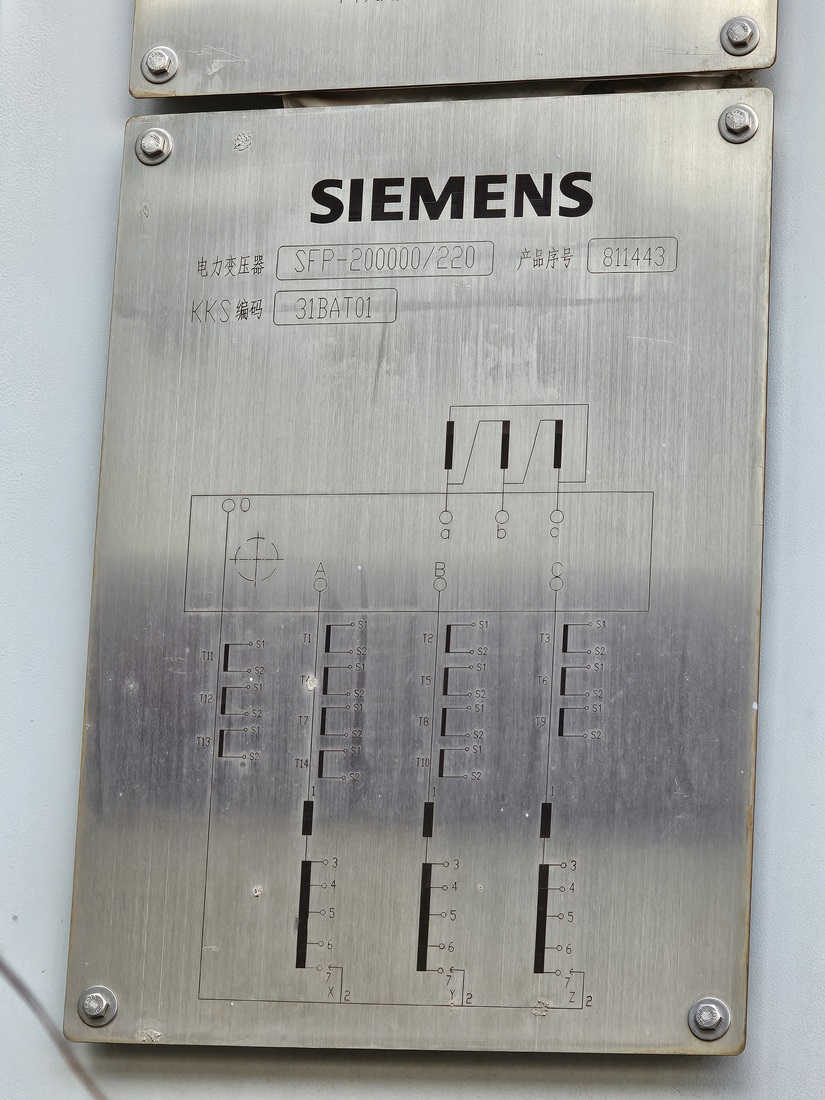 SIEMENS
电力变压器 SFP-200000/220 产品序号 811443
KKS编码 31BAT01
O
a b c
A B C
T1 S1 T2 S1 T3 S1
T11 S1 S2 S2 S2
S2 S1 S1 S1
T5 T6
T12 S1 S2 S2 S2
S2 T7 S1 T8 S1 T9 S1
T13 S1 S2 S2 S2
S2 T14 S1 T10 S1
S2 S2
1 1 1
3 3 3
4 4 4
5 5 5
6 6 6
7 7 7
X 2 Y 2 Z 2